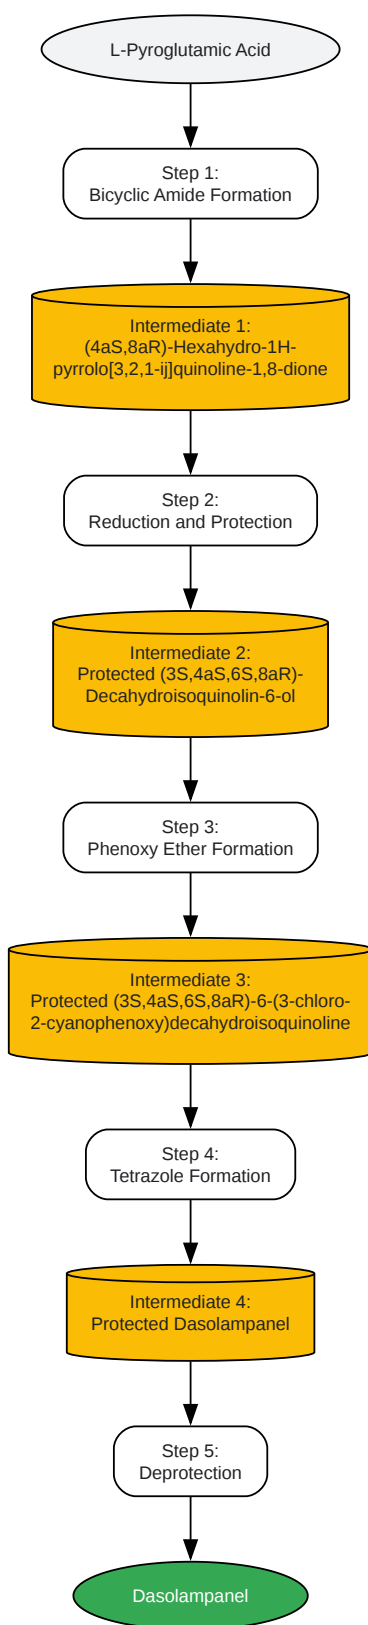 L-Pyroglutamic Acid
Step 1:
Bicyclic Amide Formation
Intermediate 1:
(4aS,8aR)-Hexahydro-1H-
pyrrolo[3,2,1-ij]quinoline-1,8-dione
Step 2:
Reduction and Protection
Intermediate 2:
Protected (3S,4aS,6S,8aR)-
Decahydroisoquinolin-6-ol
Step 3:
Phenoxy Ether Formation
Intermediate 3:
Protected (3S,4aS,6S,8aR)-6-(3-chloro-
2-cyanophenoxy)decahydroisoquinoline
Step 4:
Tetrazole Formation
Intermediate 4:
Protected Dasolampanel
Step 5:
Deprotection
Dasolampanel